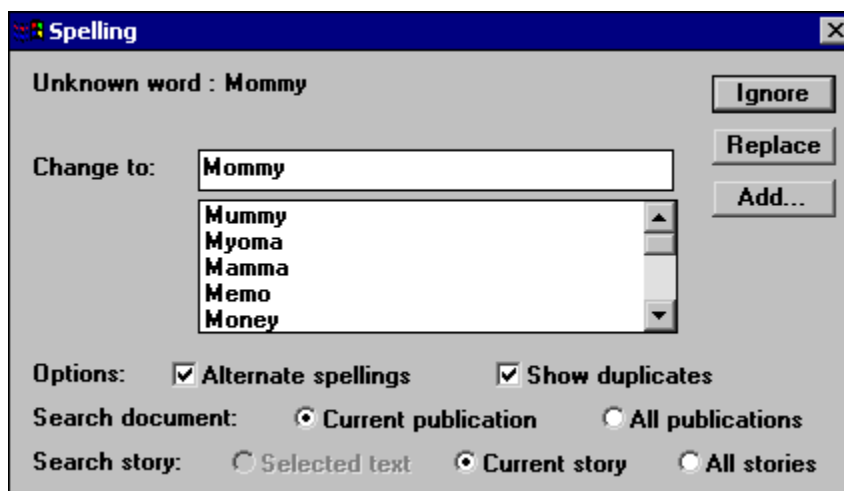 Spelling
Unknown word : Mommy
Ignore
Replace
Change to: Mommy
Add...
Mummy
Myoma
Mamma
Memo
Money
Options: Alternate spellings Show duplicates
Search document: Current publication All publications
Search story: Selected text Current story All stories